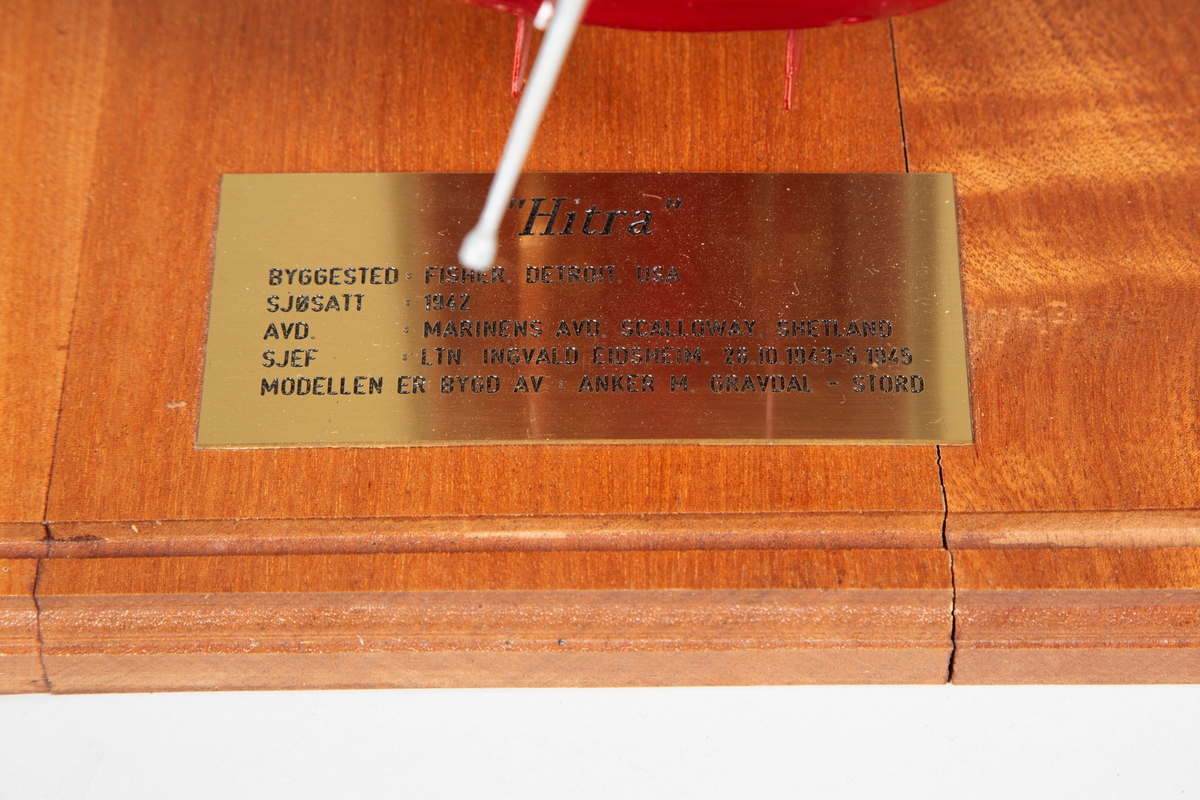 "Hitra"
BYGGESTED : FISHER. DETROIT. USA
SJØSATT : 1942
AVD. : MARINENS AVD. SCALLOWAY. SHETLAND
SJEF : LTN. INGVALD EIDSHEIM. 26.10.1943-5.1945
MODELLEN ER BYGD AV : ANKER M. GRAVDAL - STORD